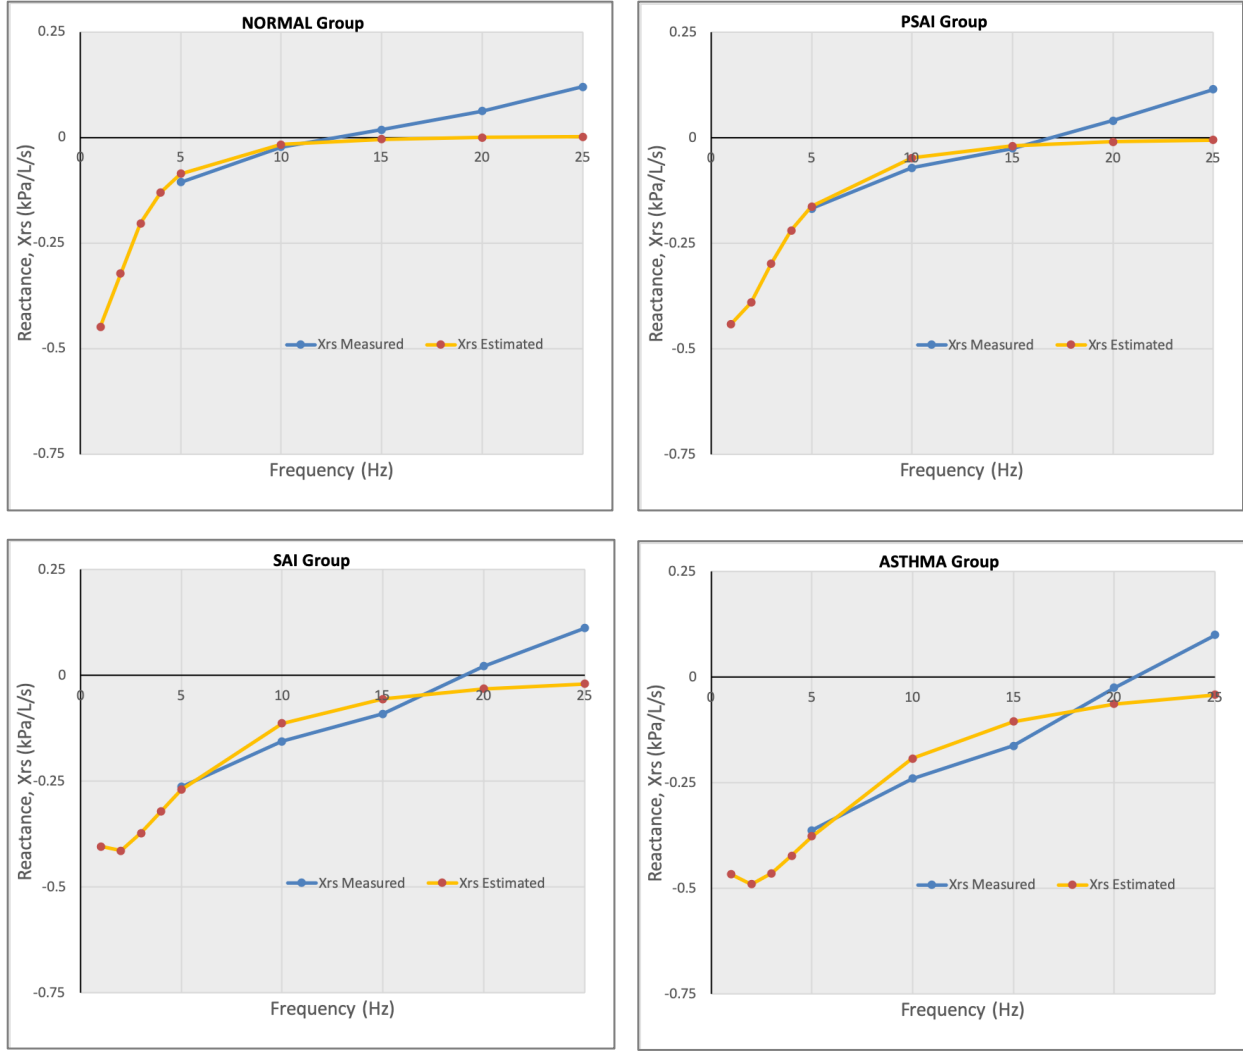 NORMAL Group
0.25
0
-0.25
-0.5
-0.75
0 5 10 15 20 25
Reactance, Xrs (kPa/L/s)
Xrs Measured Xrs Estimated
Frequency (Hz)
PSAI Group
0.25
0
-0.25
-0.5
-0.75
0 5 10 15 20 25
Reactance, Xrs (kPa/L/s)
Xrs Measured Xrs Estimated
Frequency (Hz)
SAI Group
0.25
0
-0.25
-0.5
-0.75
0 5 10 15 20 25
Reactance, Xrs (kPa/L/s)
Xrs Measured Xrs Estimated
Frequency (Hz)
ASTHMA Group
0.25
0
-0.25
-0.5
-0.75
0 5 10 15 20 25
Reactance, Xrs (kPa/L/s)
Xrs Measured Xrs Estimated
Frequency (Hz)